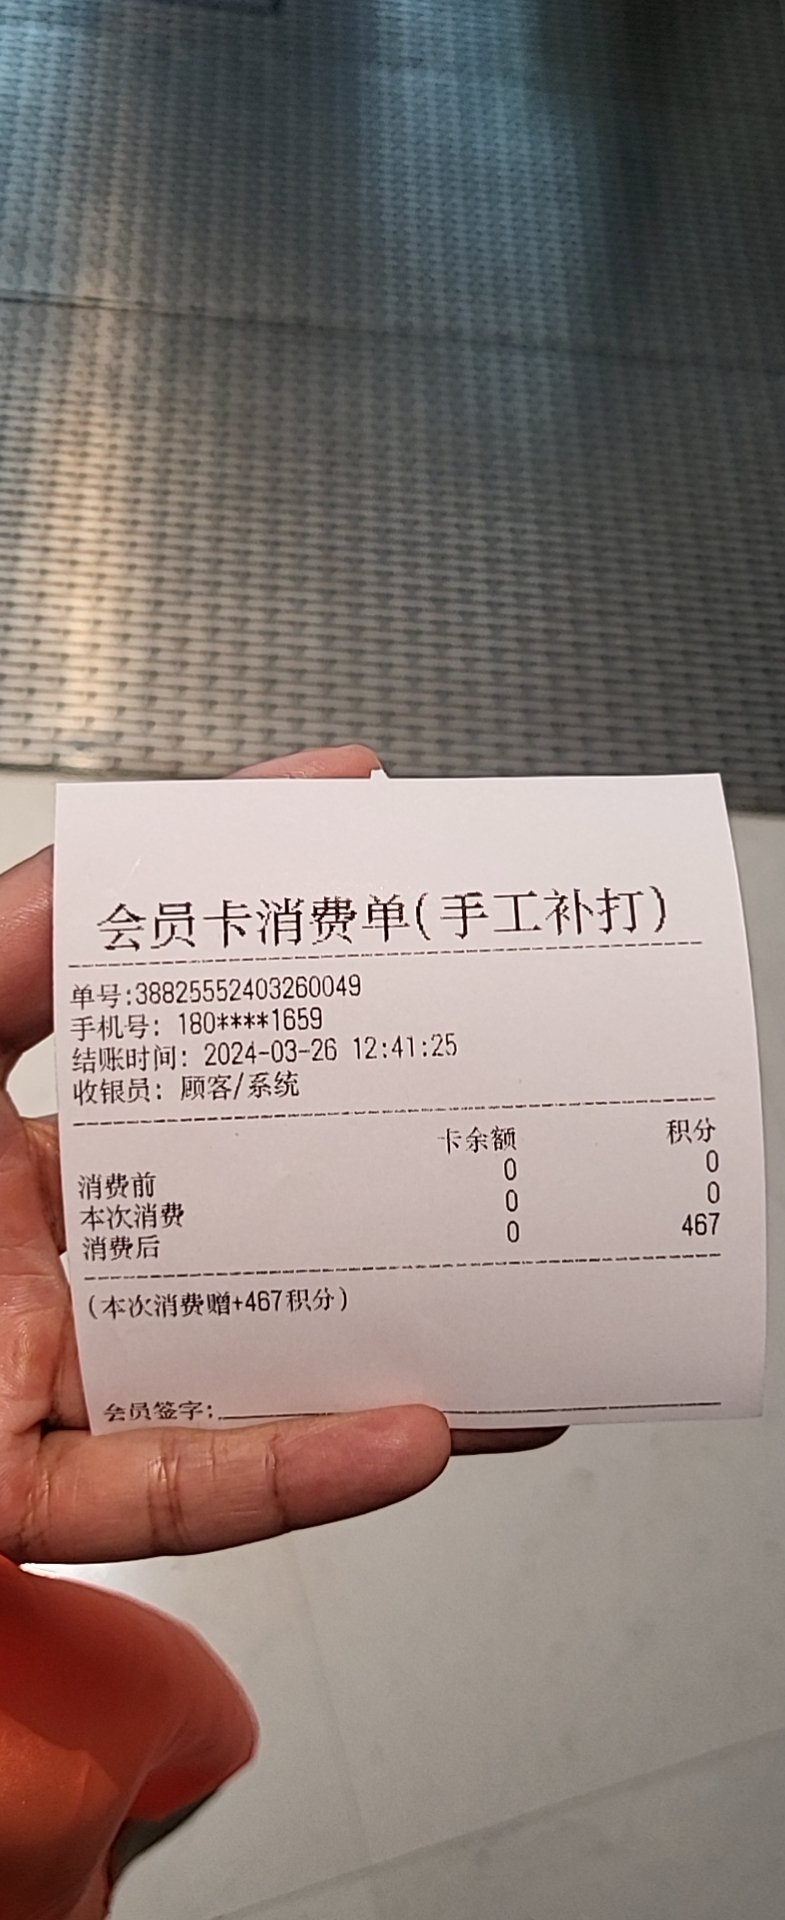 会员卡消费单(手工补打)
单号:38825552403260049
手机号: 180****1659
结账时间: 2024-03-26 12:41:25
收银员: 顾客/系统
卡余额 积分
消费前 0 0
本次消费 0 0
消费后 0 467
(本次消费赠+467积分)
会员签字: